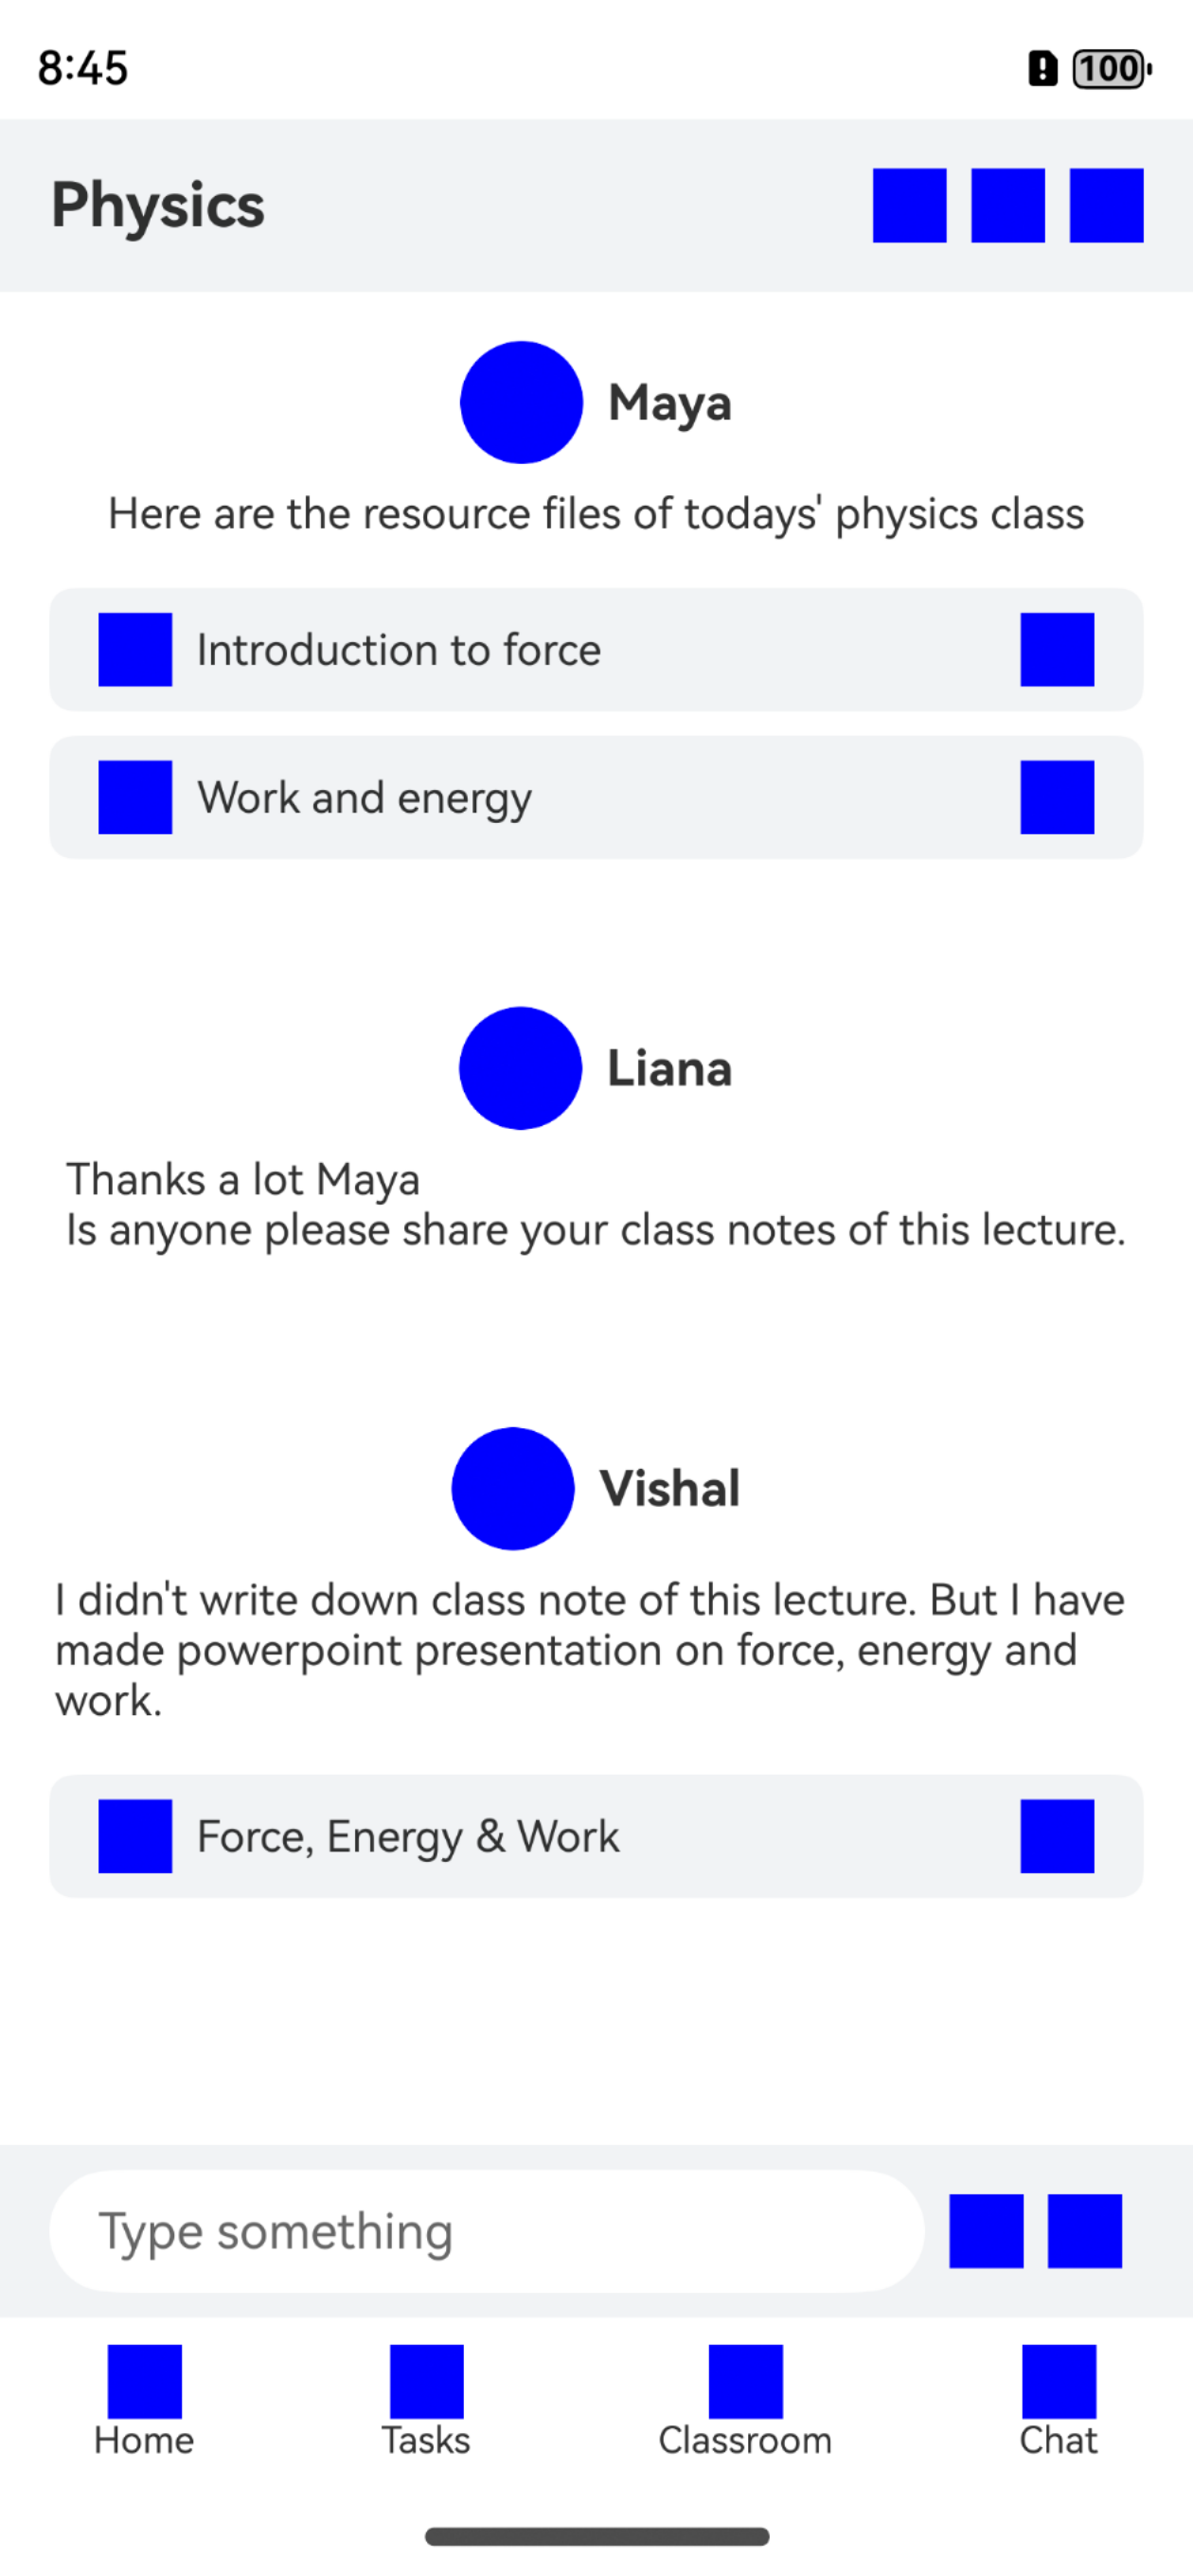 8:45
100
Physics
Maya
Here are the resource files of todays' physics class
Introduction to force
Work and energy
Liana
Thanks a lot Maya
Is anyone please share your class notes of this lecture.
Vishal
I didn't write down class note of this lecture. But I have
made powerpoint presentation on force, energy and
work.
Force, Energy & Work
Type something
Home
Tasks
Classroom
Chat